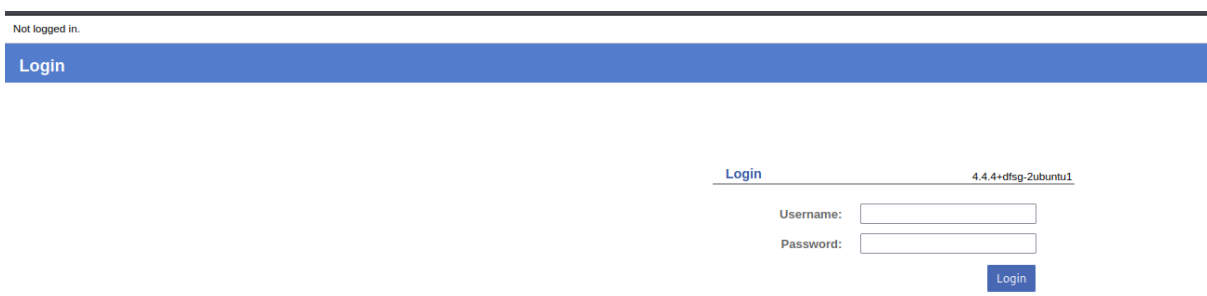 Not logged in.
Login
Login 4.4.4+dfsg-2ubuntu1
Username:
Password:
Login